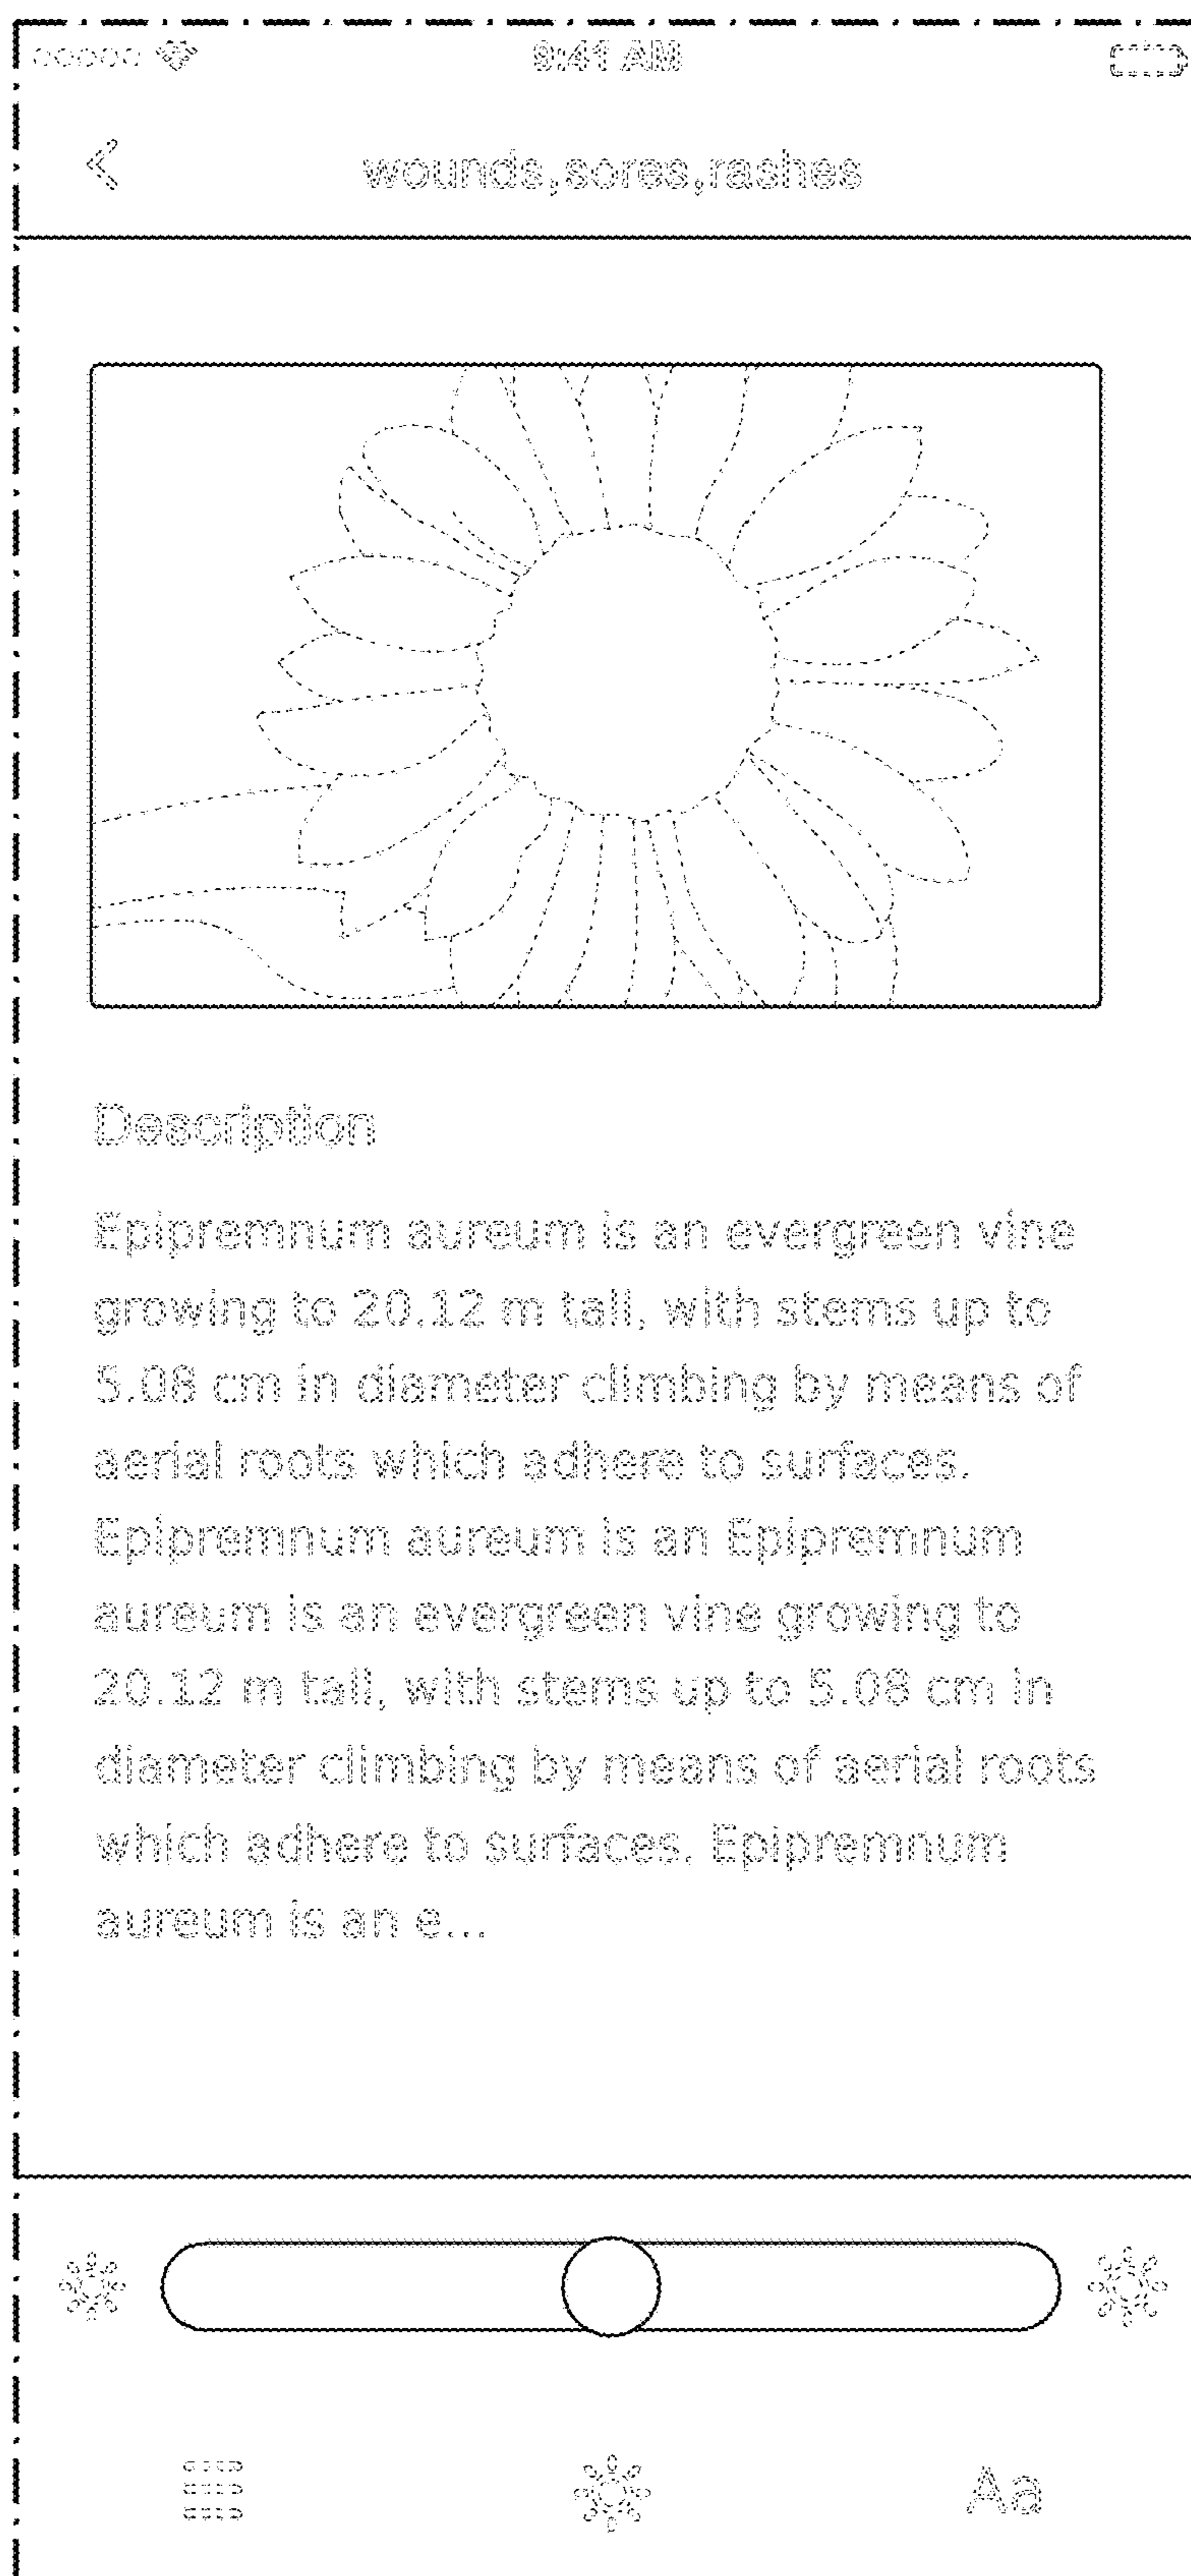 9:41 AM
wounds,sores,rashes
Description
Epipremnum aureum is an evergreen vine
growing to 20.12 m tall, with stems up to
5.08 cm in diameter climbing by means of
aerial roots which adhere to surfaces.
Epipremnum aureum is an Epipremnum
aureum is an evergreen vine growing to
20.12 m tall, with stems up to 5.08 cm in
diameter climbing by means of aerial roots
which adhere to surfaces. Epipremnum
aureum is an e...
Aa